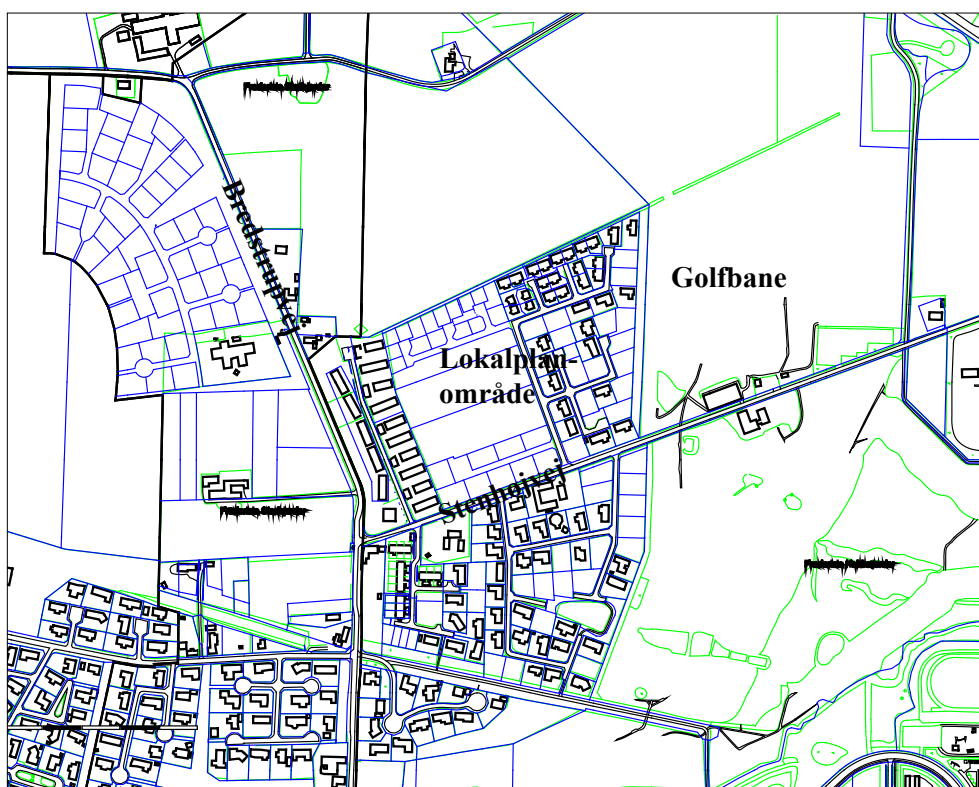 Bredstrupvej
Golfbane
Lokalplan-
område
Stenhøjvej